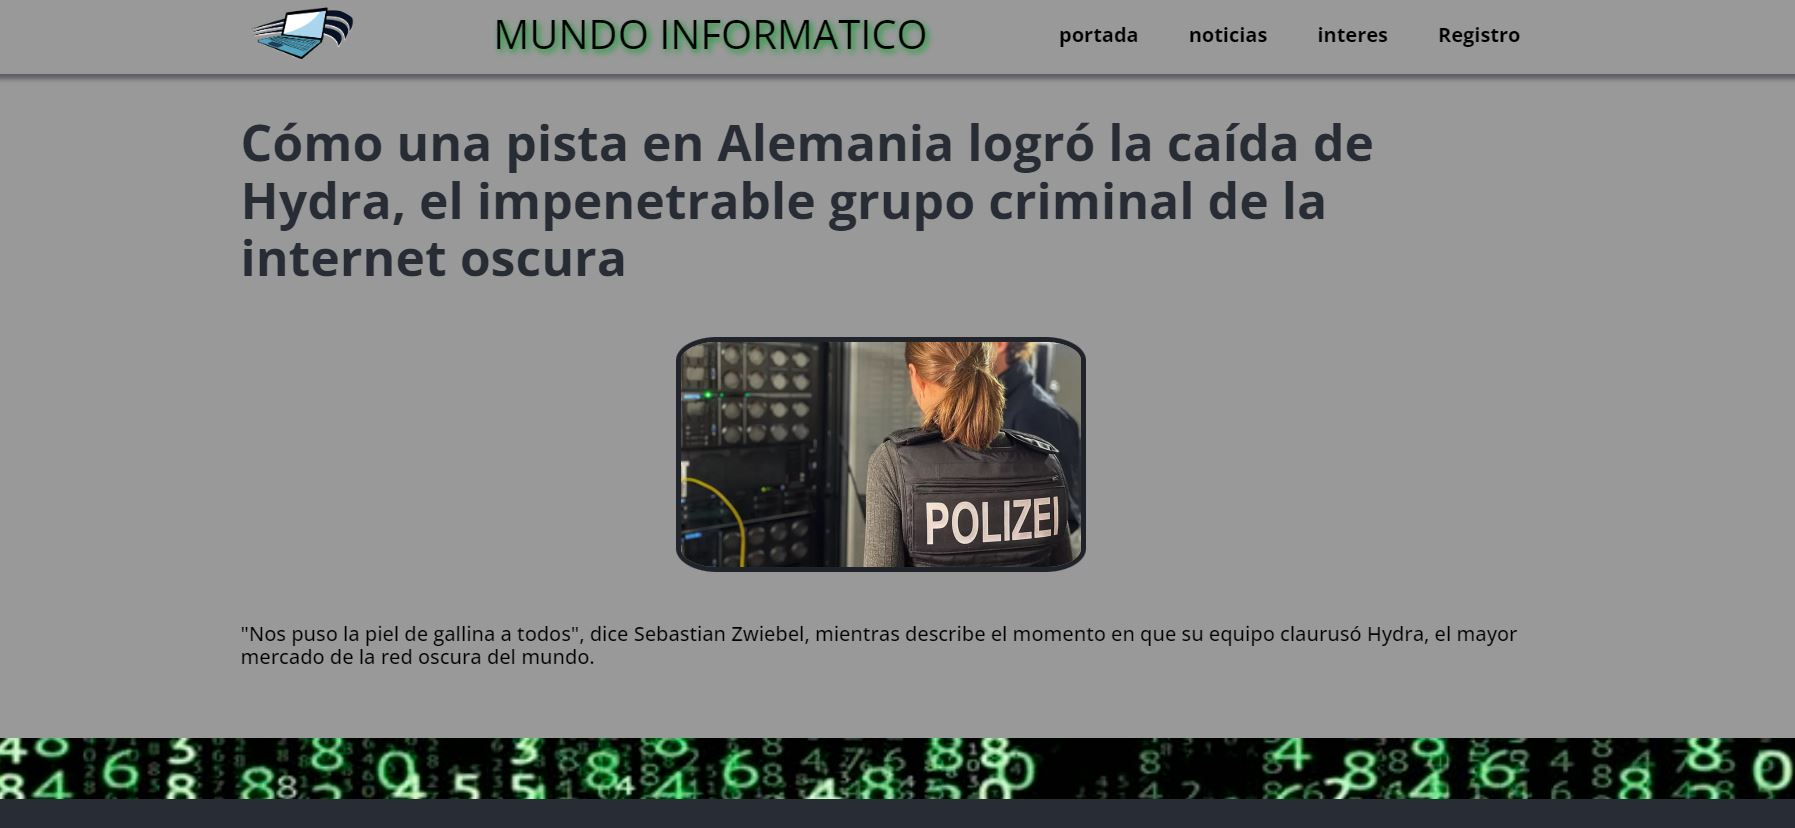 MUNDO INFORMATICO
portada noticias interes Registro
Cómo una pista en Alemania logró la caída de
Hydra, el impenetrable grupo criminal de la
internet oscura
POLIZEI
"Nos puso la piel de gallina a todos", dice Sebastian Zwiebel, mientras describe el momento en que su equipo claurusó Hydra, el mayor
mercado de la red oscura del mundo.